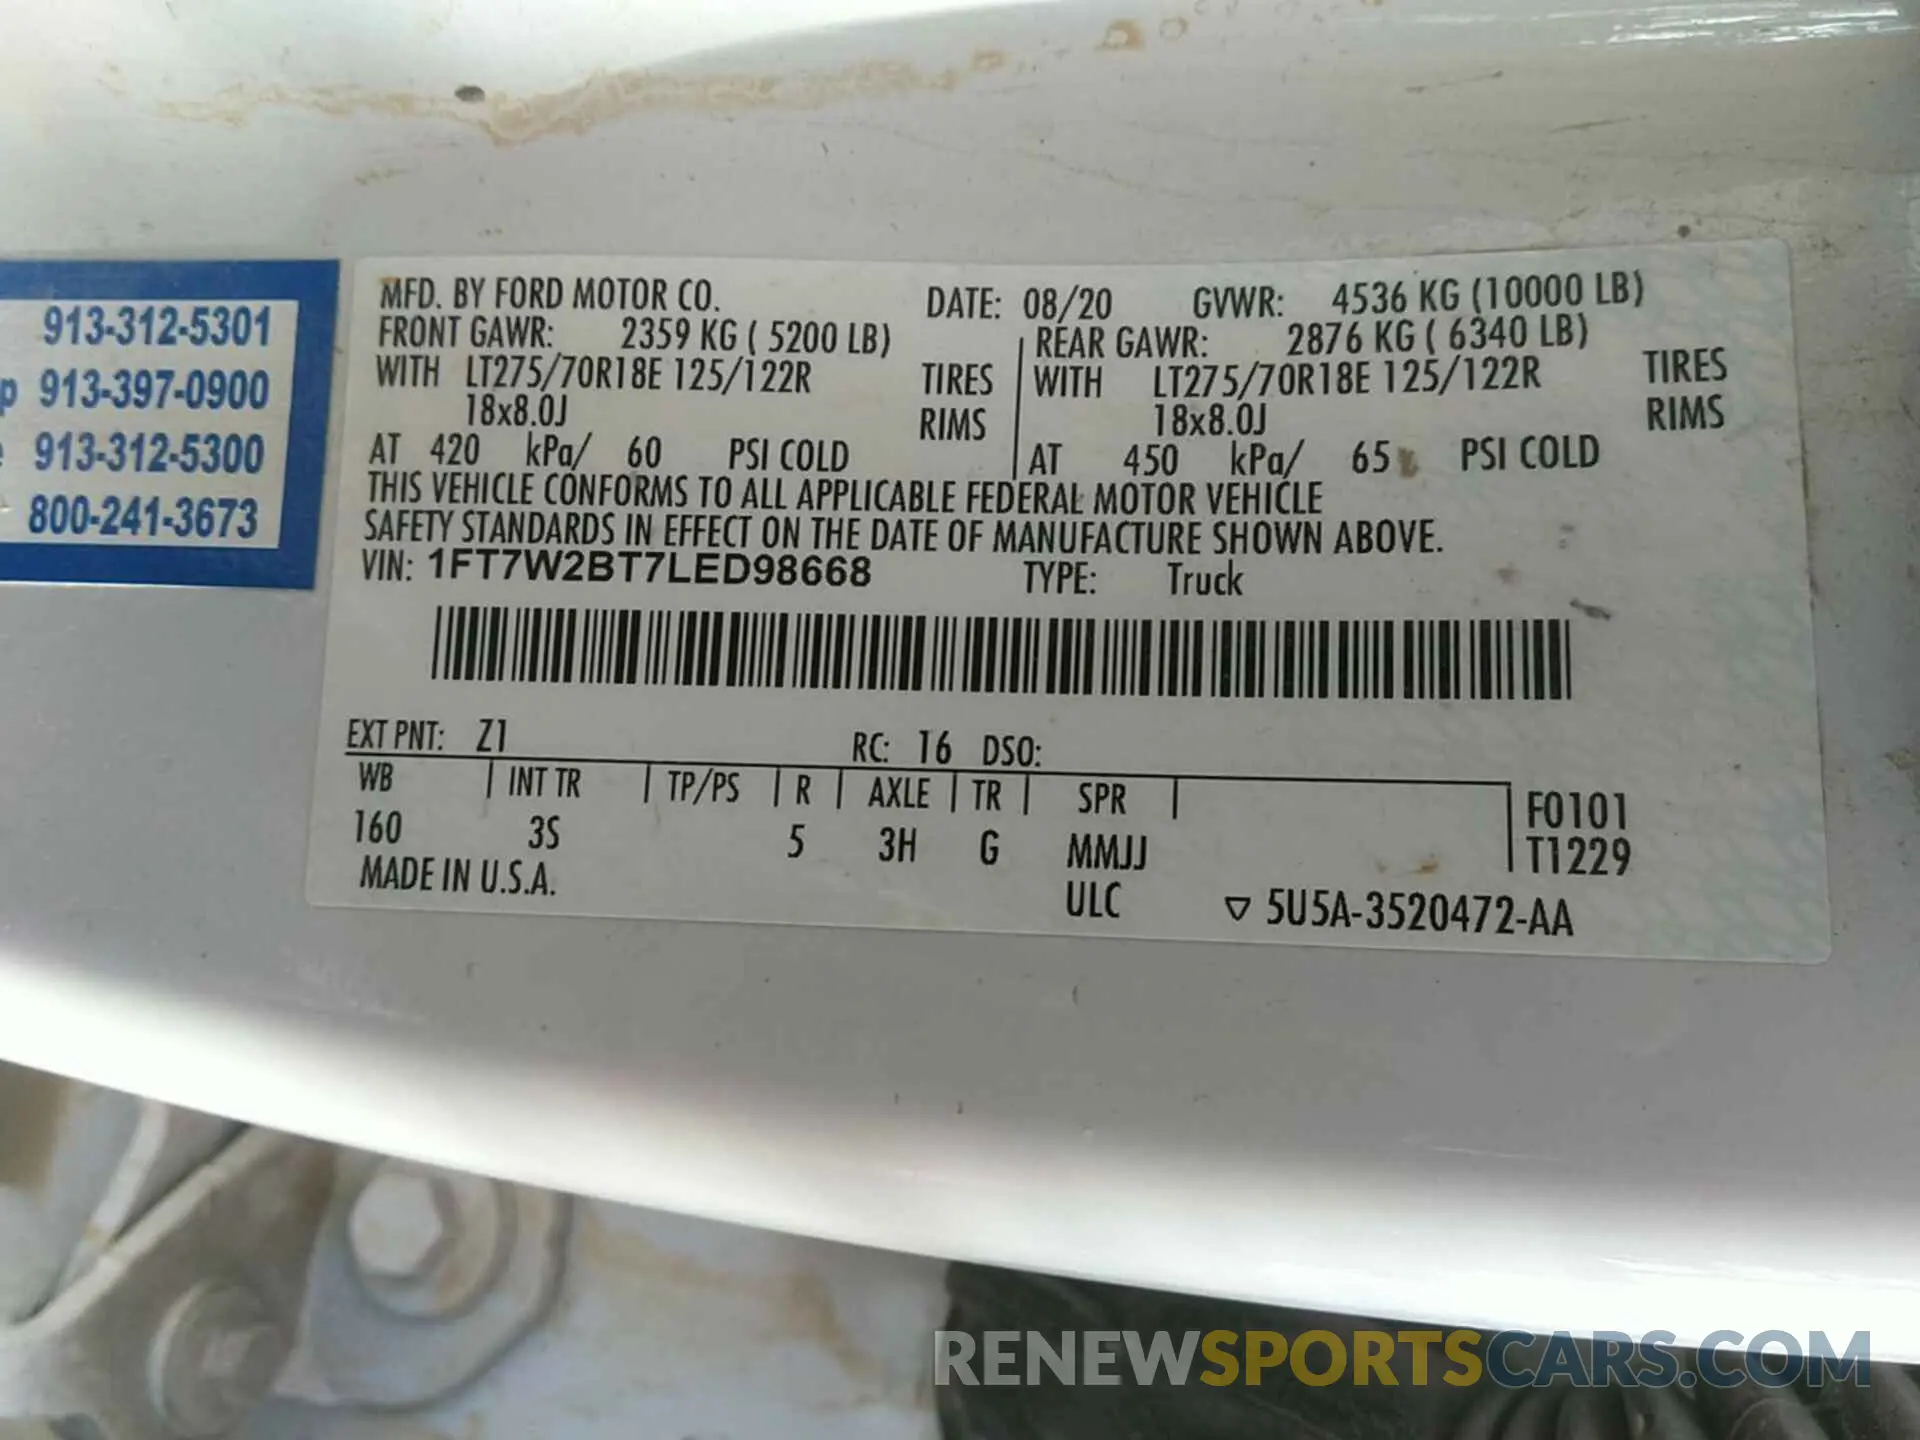 913-312-5301
p 913-397-0900
913-312-5300
800-241-3673
MFD. BY FORD MOTOR CO. DATE: 08/20 GVWR: 4536 KG (10000 LB)
FRONT GAWR: 2359 KG ( 5200 LB) REAR GAWR: 2876 KG ( 6340 LB)
WITH LT275/70R18E 125/122R TIRES WITH LT275/70R18E 125/122R TIRES
18x8.0J RIMS 18x8.0J RIMS
AT 420 kPa/ 60 PSI COLD AT 450 kPa/ 65 PSI COLD
THIS VEHICLE CONFORMS TO ALL APPLICABLE FEDERAL MOTOR VEHICLE
SAFETY STANDARDS IN EFFECT ON THE DATE OF MANUFACTURE SHOWN ABOVE.
VIN: 1FT7W2BT7LED98668 TYPE: Truck
EXT PNT: Z1 RC: 16 DSO:
WB INT TR TP/PS R AXLE TR SPR F0101
160 3S 5 3H G MMJJ T1229
MADE IN U.S.A. ULC ▽ 5U5A-3520472-AA
RENEWSPORTSCARS.COM